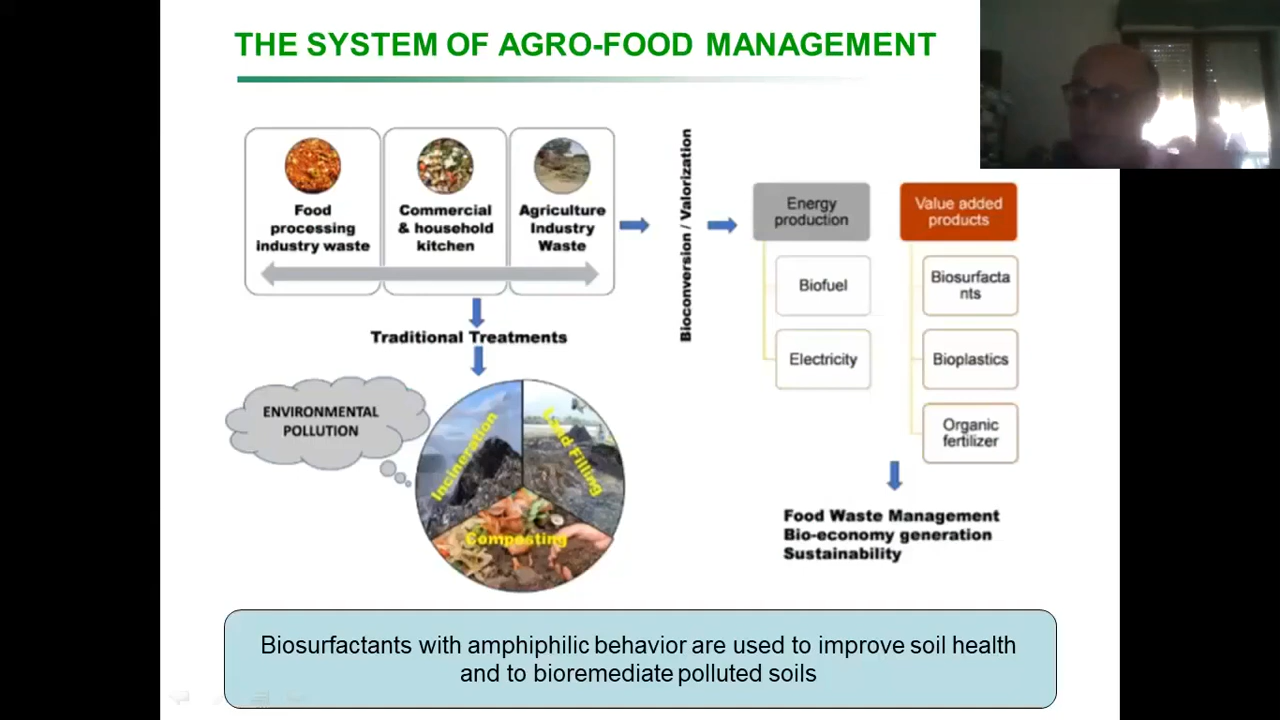 THE SYSTEM OF AGRO-FOOD MANAGEMENT
Food
processing
industry waste
Commercial
& household
kitchen
Agriculture
Industry
Waste
Bioconversion / Valorization
Energy
production
Biofuel
Electricity
Value added
products
Biosurfacta
nts
Bioplastics
Organic
fertilizer
Traditional Treatments
ENVIRONMENTAL
POLLUTION
Incineration
Land Filling
Composting
Food Waste Management
Bio-economy generation
Sustainability
Biosurfactants with amphiphilic behavior are used to improve soil health
and to bioremediate polluted soils